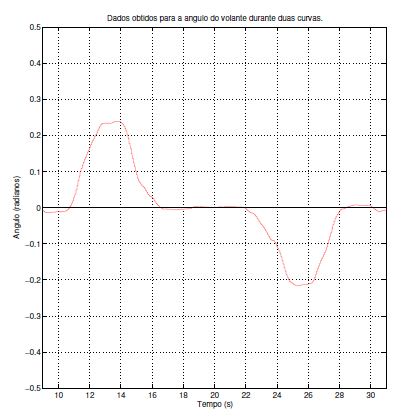 Dados obtidos para a angulo do volante durante duas curvas.
0.5
0.4
0.3
0.2
0.1
0
−0.1
−0.2
−0.3
−0.4
−0.5
Angulo (radianos)
10 12 14 16 18 20 22 24 26 28 30
Tempo (s)